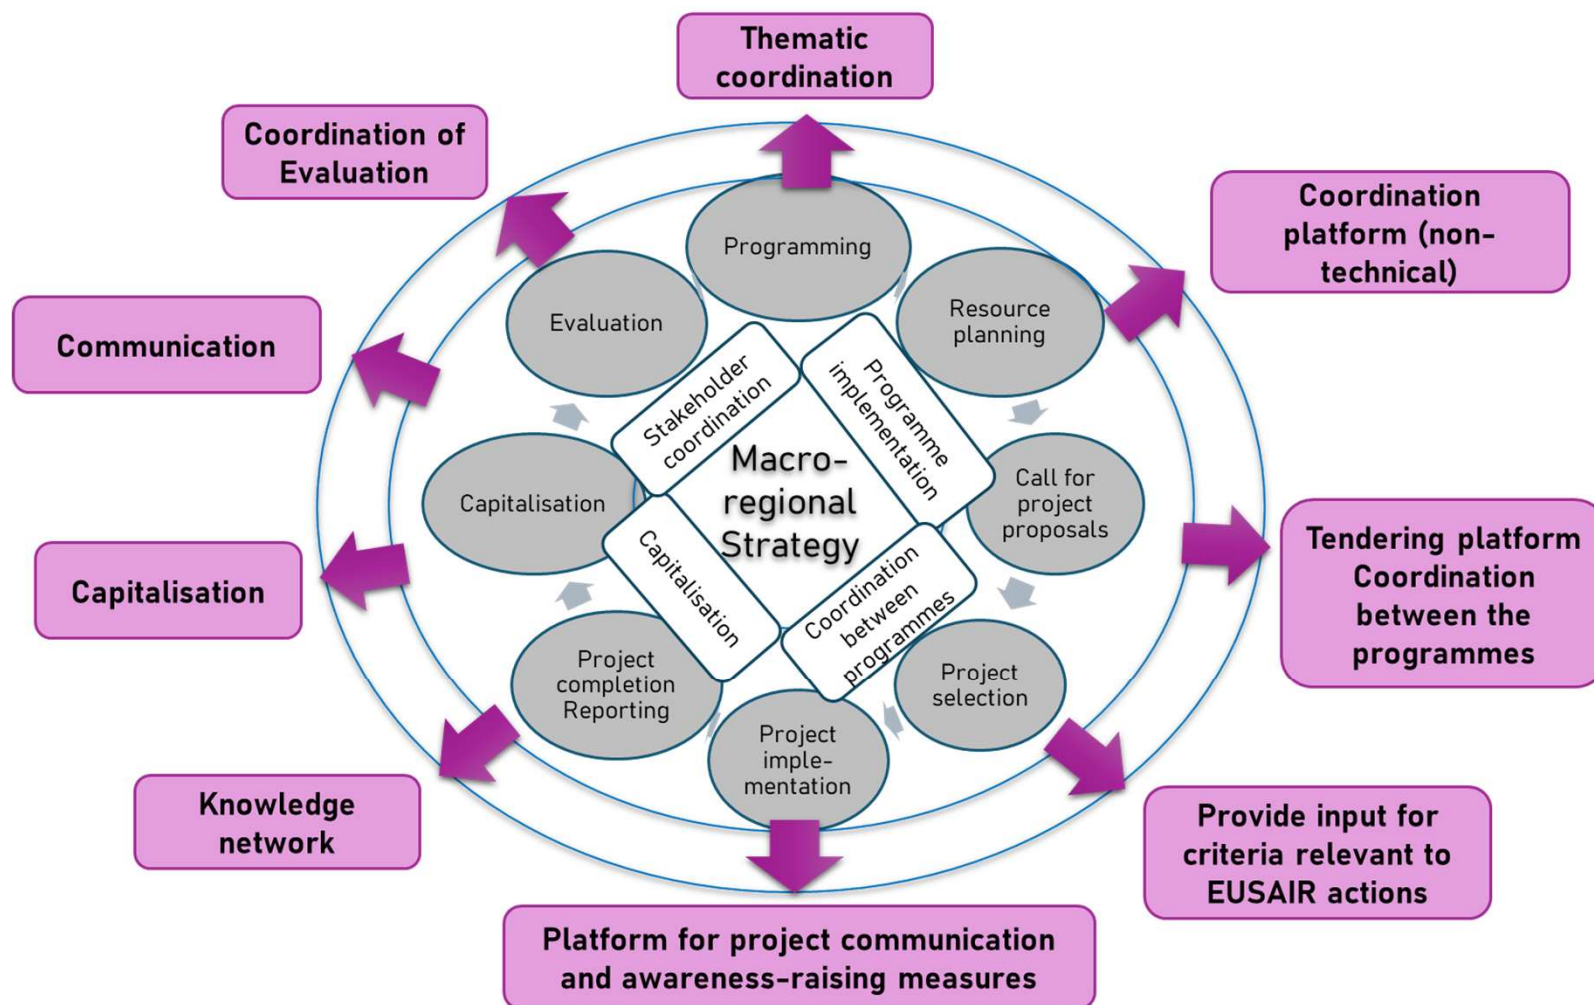 Thematic
coordination
Coordination of
Evaluation
Coordination
platform (non-
technical)
Programming
Evaluation
Resource
planning
Communication
Stakeholder
coordination
Programme
implementation
Macro-
regional
Strategy
Capitalisation
Call for
project
proposals
Tendering platform
Coordination
between the
programmes
Capitalisation
Capitalisation
Coordination
between
programmes
Project
completion
Reporting
Project
selection
Project
imple-
mentation
Knowledge
network
Provide input for
criteria relevant to
EUSAIR actions
Platform for project communication
and awareness-raising measures